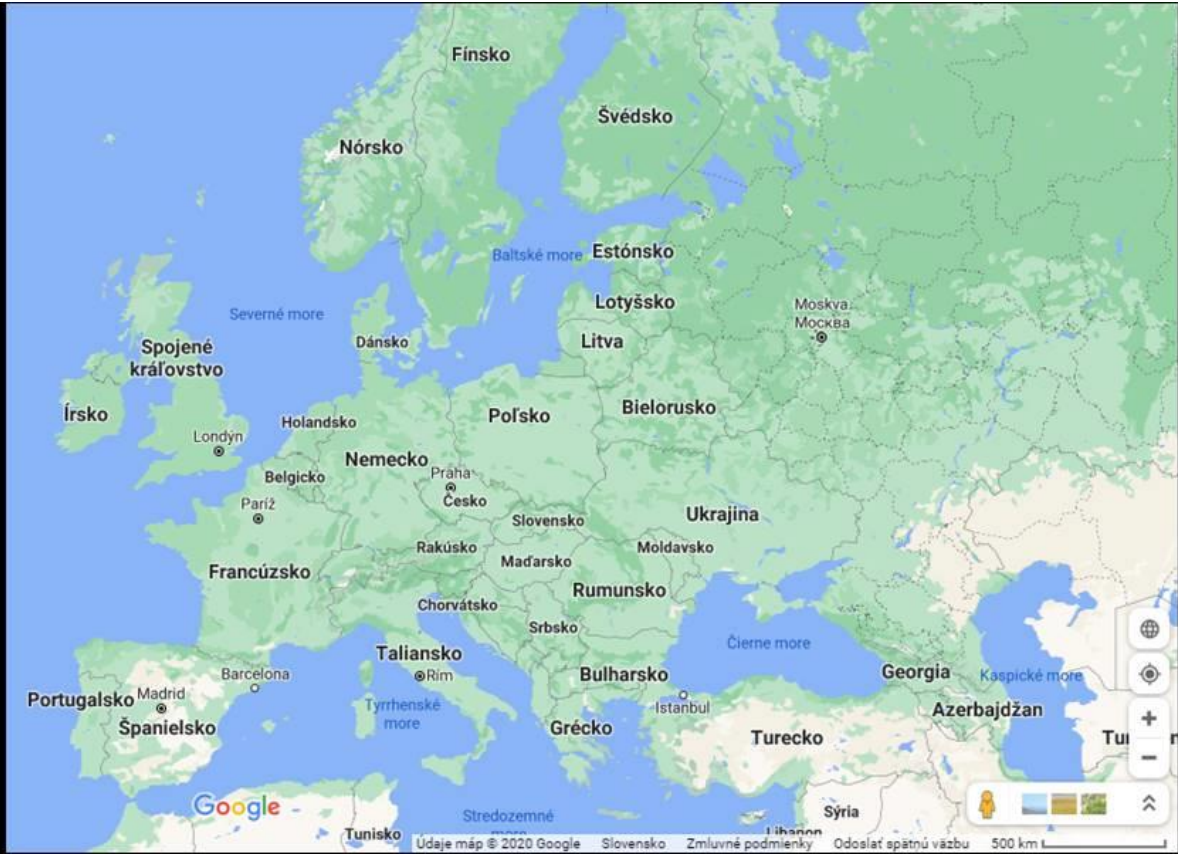 Fínsko
Švédsko
Nórsko
Baltské more
Estónsko
Lotyšsko
Moskva
Москва
Severné more
Dánsko
Litva
Spojené
kráľovstvo
Írsko
Holandsko
Poľsko
Bielorusko
Londýn
Nemecko
Belgicko
Praha
Česko
Paríž
Slovensko
Ukrajina
Rakúsko
Maďarsko
Moldavsko
Francúzsko
Rumunsko
Chorvátsko
Srbsko
Čierne more
Taliansko
Rím
Barcelona
Bulharsko
Georgia
Kaspické more
Portugalsko
Madrid
Tyrrhenské
more
Istanbul
Azerbajdžan
Španielsko
Grécko
Turecko
Google
Stredozemné
Sýria
Tunisko
Libanon
Údaje máp © 2020 Google Slovensko Zmluvné podmienky Odoslať spätnú väzbu 500 km